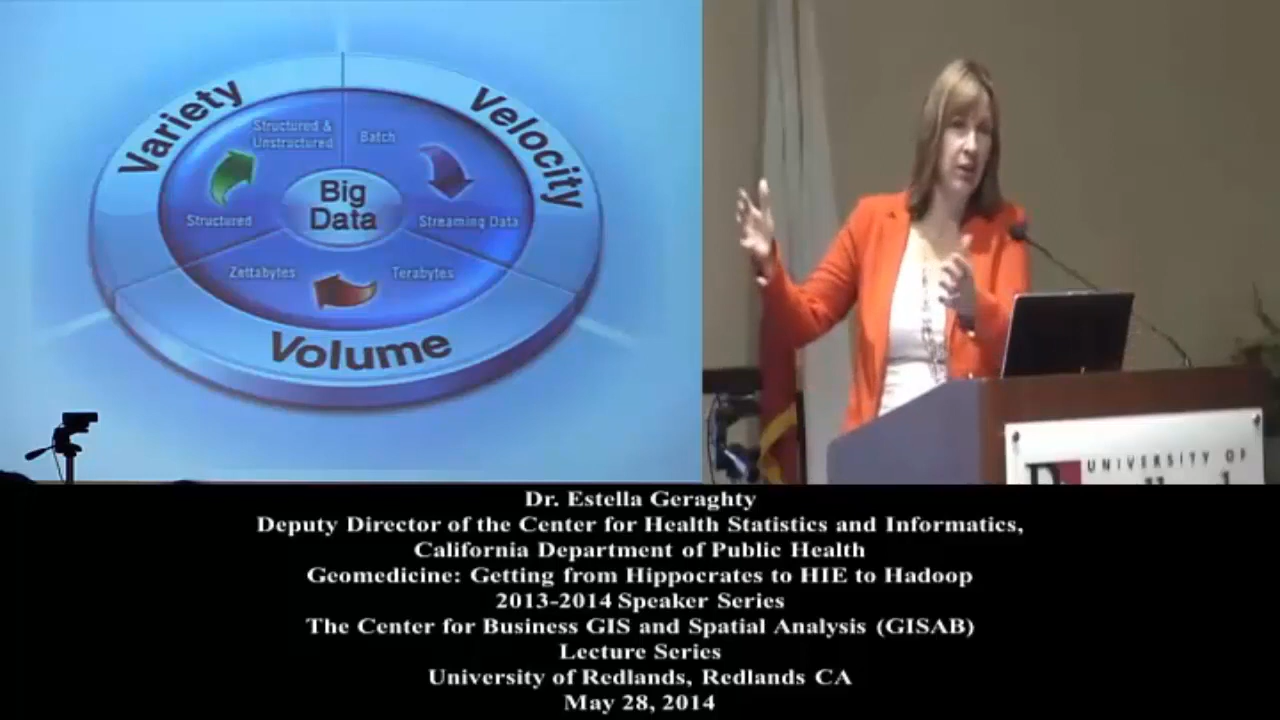 Variety
Velocity
Structured &
Unstructured
Batch
Big
Data
Structured
Streaming Data
Zettabytes
Terabytes
Volume
UNIVERSITY OF
Dr. Estella Geraghty
Deputy Director of the Center for Health Statistics and Informatics,
California Department of Public Health
Geomedicine: Getting from Hippocrates to HIE to Hadoop
2013-2014 Speaker Series
The Center for Business GIS and Spatial Analysis (GISAB)
Lecture Series
University of Redlands, Redlands CA
May 28, 2014